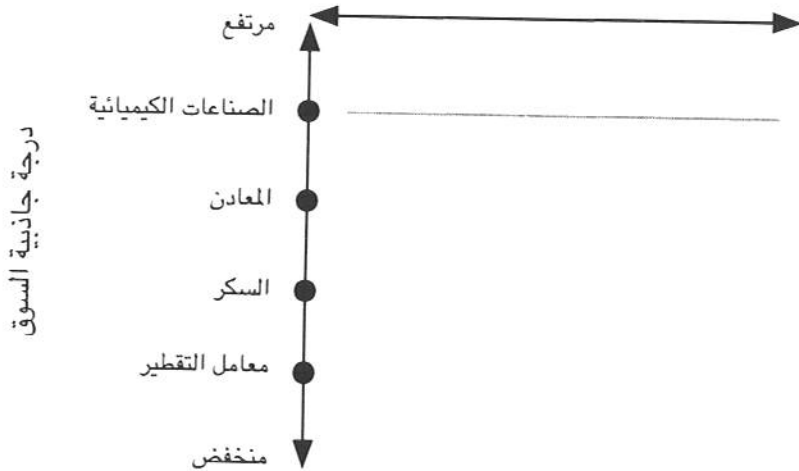 مرتفع
الصناعات الكيميائية
المعادن
السكر
معامل التقطير
منخفض
درجة جاذبية السوق